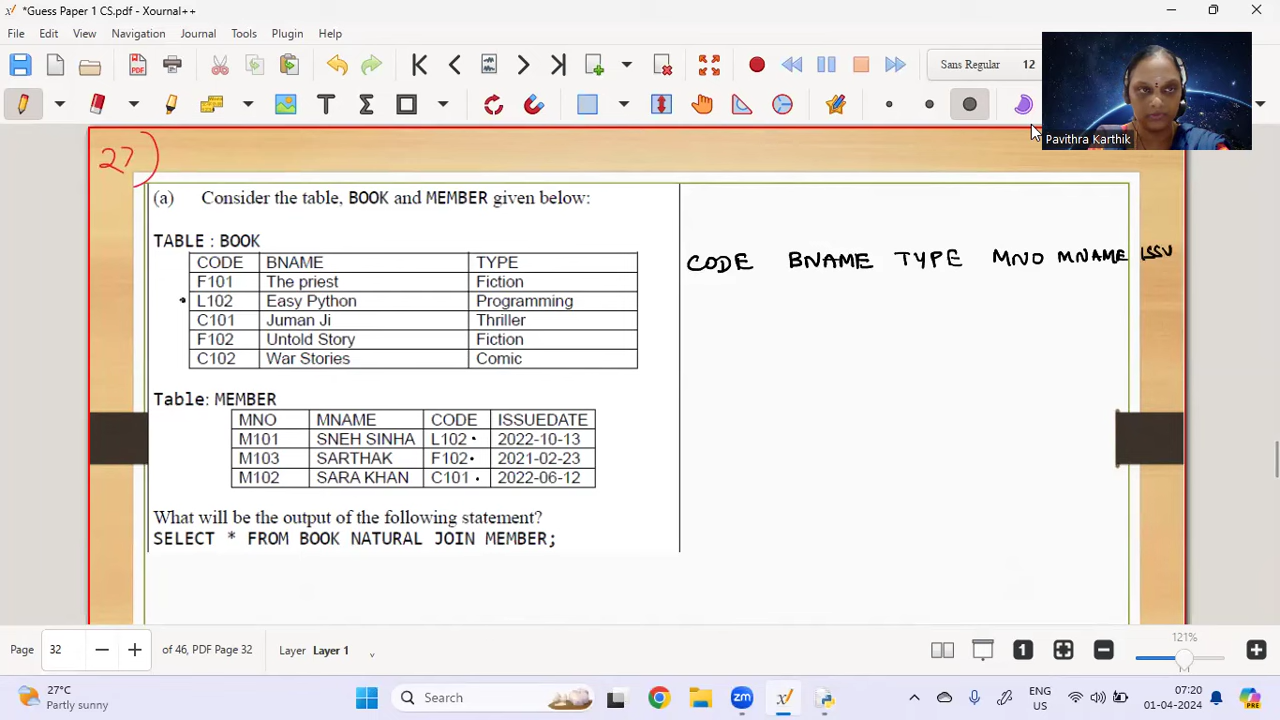 *Guess Paper 1 CS.pdf - Xournal++
File Edit View Navigation Journal Tools Plugin Help
Sans Regular 12
Pavithra Karthik
27)
(a) Consider the table, BOOK and MEMBER given below:
TABLE : BOOK
CODE BNAME TYPE
F101 The priest Fiction
L102 Easy Python Programming
C101 Juman Ji Thriller
F102 Untold Story Fiction
C102 War Stories Comic
CODE BNAME TYPE MNO MNAME ISSU
Table: MEMBER
MNO MNAME CODE ISSUEDATE
M101 SNEH SINHA L102 2022-10-13
M103 SARTHAK F102 2021-02-23
M102 SARA KHAN C101 2022-06-12
What will be the output of the following statement?
SELECT * FROM BOOK NATURAL JOIN MEMBER;
Page 32 of 46, PDF Page 32 Layer Layer 1
121%
27°C
Partly sunny
Search
zm
ENG
US
07:20
01-04-2024
PRE